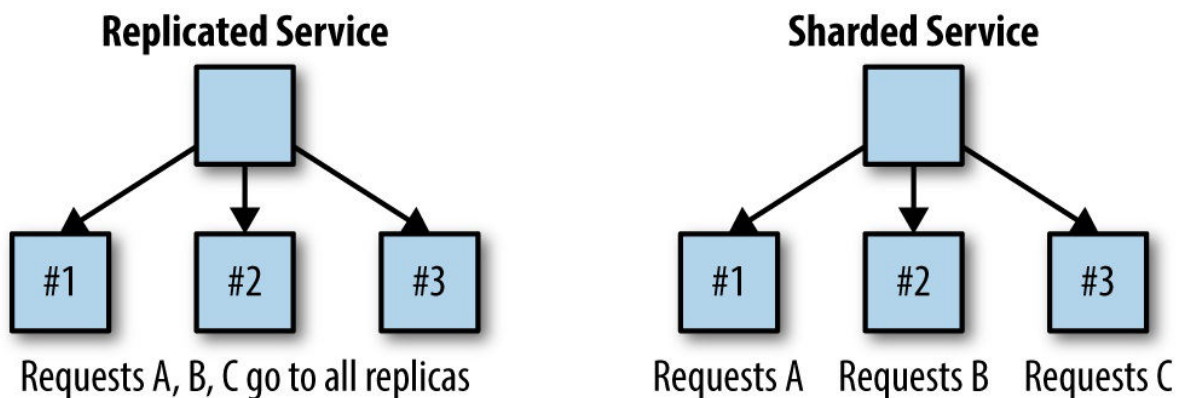 Replicated Service
#1
#2
#3
Requests A, B, C go to all replicas
Sharded Service
#1
#2
#3
Requests A
Requests B
Requests C